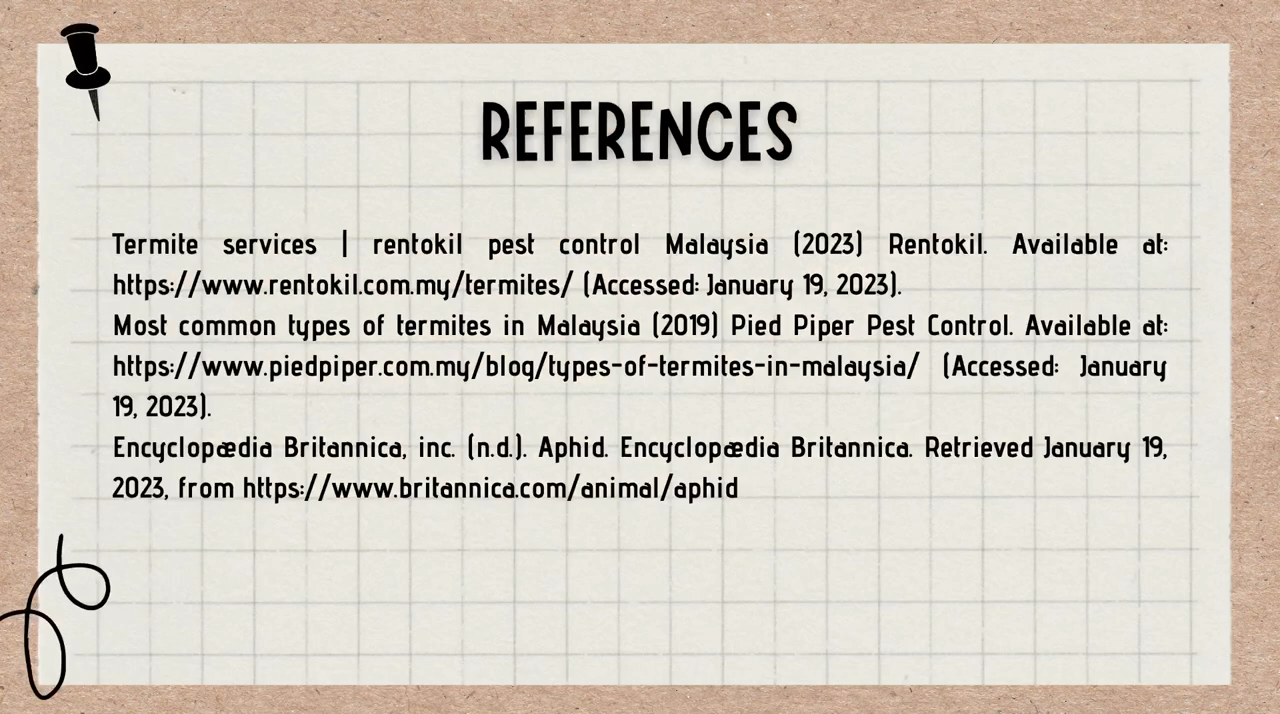 REFERENCES
Termite services | rentokil pest control Malaysia (2023) Rentokil. Available at:
https://www.rentokil.com.my/termites/ (Accessed: January 19, 2023).
Most common types of termites in Malaysia (2019) Pied Piper Pest Control. Available at:
https://www.piedpiper.com.my/blog/types-of-termites-in-malaysia/ (Accessed: January
19, 2023).
Encyclopædia Britannica, inc. (n.d.). Aphid. Encyclopædia Britannica. Retrieved January 19,
2023, from https://www.britannica.com/animal/aphid